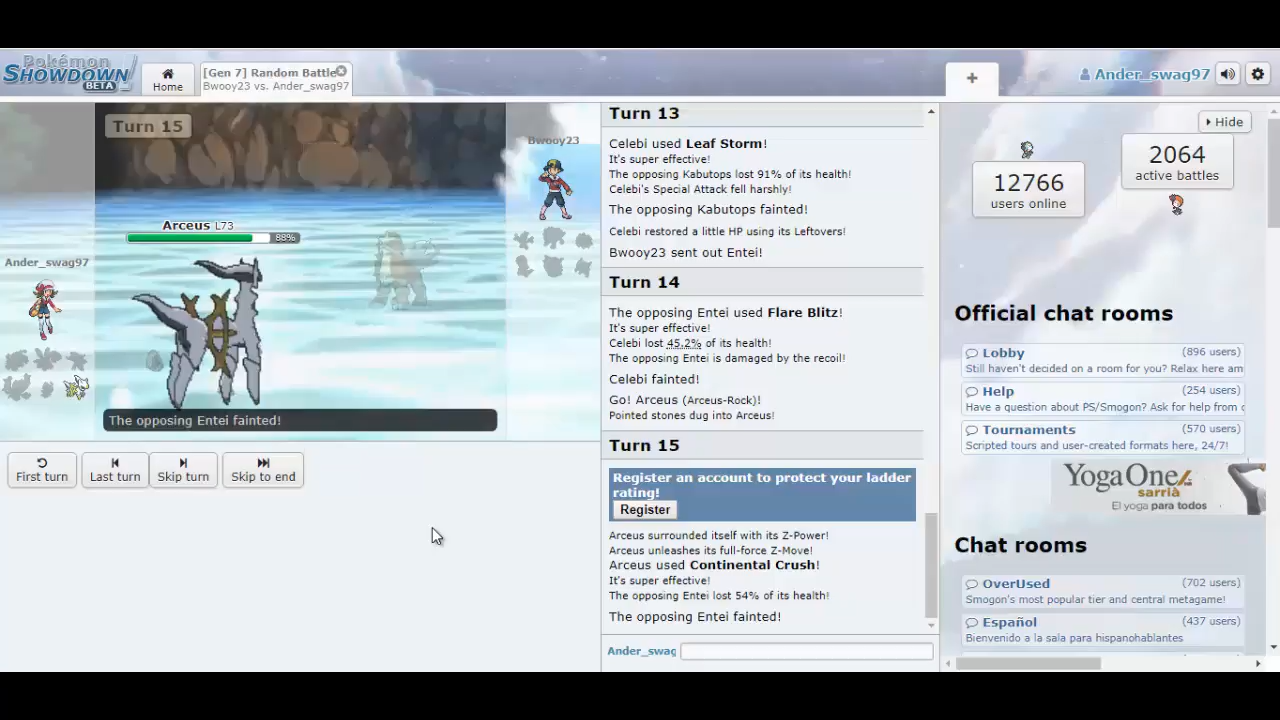 Pokémon
SHOWDOWN!
BETA
Home
[Gen 7] Random Battle
Bwooy23 vs. Ander_swag97
+
Ander_swag97
Turn 15
Bwooy23
Arceus L73
88%
Ander_swag97
The opposing Entei fainted!
First turn
Last turn
Skip turn
Skip to end
Turn 13
Celebi used Leaf Storm!
It's super effective!
The opposing Kabutops lost 91% of its health!
Celebi's Special Attack fell harshly!
The opposing Kabutops fainted!
Celebi restored a little HP using its Leftovers!
Bwooy23 sent out Entei!
Turn 14
The opposing Entei used Flare Blitz!
It's super effective!
Celebi lost 45.2% of its health!
The opposing Entei is damaged by the recoil!
Celebi fainted!
Go! Arceus (Arceus-Rock)!
Pointed stones dug into Arceus!
Turn 15
Register an account to protect your ladder
rating!
Register
Arceus surrounded itself with its Z-Power!
Arceus unleashes its full-force Z-Move!
Arceus used Continental Crush!
It's super effective!
The opposing Entei lost 54% of its health!
The opposing Entei fainted!
Ander_swag
Hide
12766
users online
2064
active battles
Official chat rooms
Lobby (896 users)
Still haven't decided on a room for you? Relax here am
Help (254 users)
Have a question about PS/Smogon? Ask for help from c
Tournaments (570 users)
Scripted tours and user-created formats here, 24/7!
YogaOne
sarrià
El yoga para todos
Chat rooms
OverUsed (702 users)
Smogon's most popular tier and central metagame!
Español (437 users)
Bienvenido a la sala para hispanohablantes